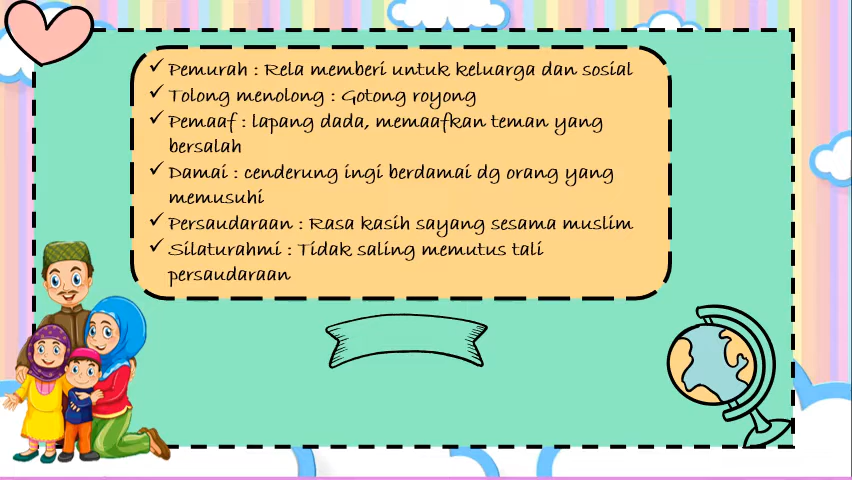 ✓ Pemurah : Rela memberi untuk keluarga dan sosial
✓ Tolong menolong : Gotong royong
✓ Pemaaf : lapang dada, memaafkan teman yang
bersalah
✓ Damai : cenderung ingi berdamai dg orang yang
memusuhi
✓ Persaudaraan : Rasa kasih sayang sesama muslim
✓ Silaturahmi : Tidak saling memutus tali
persaudaraan